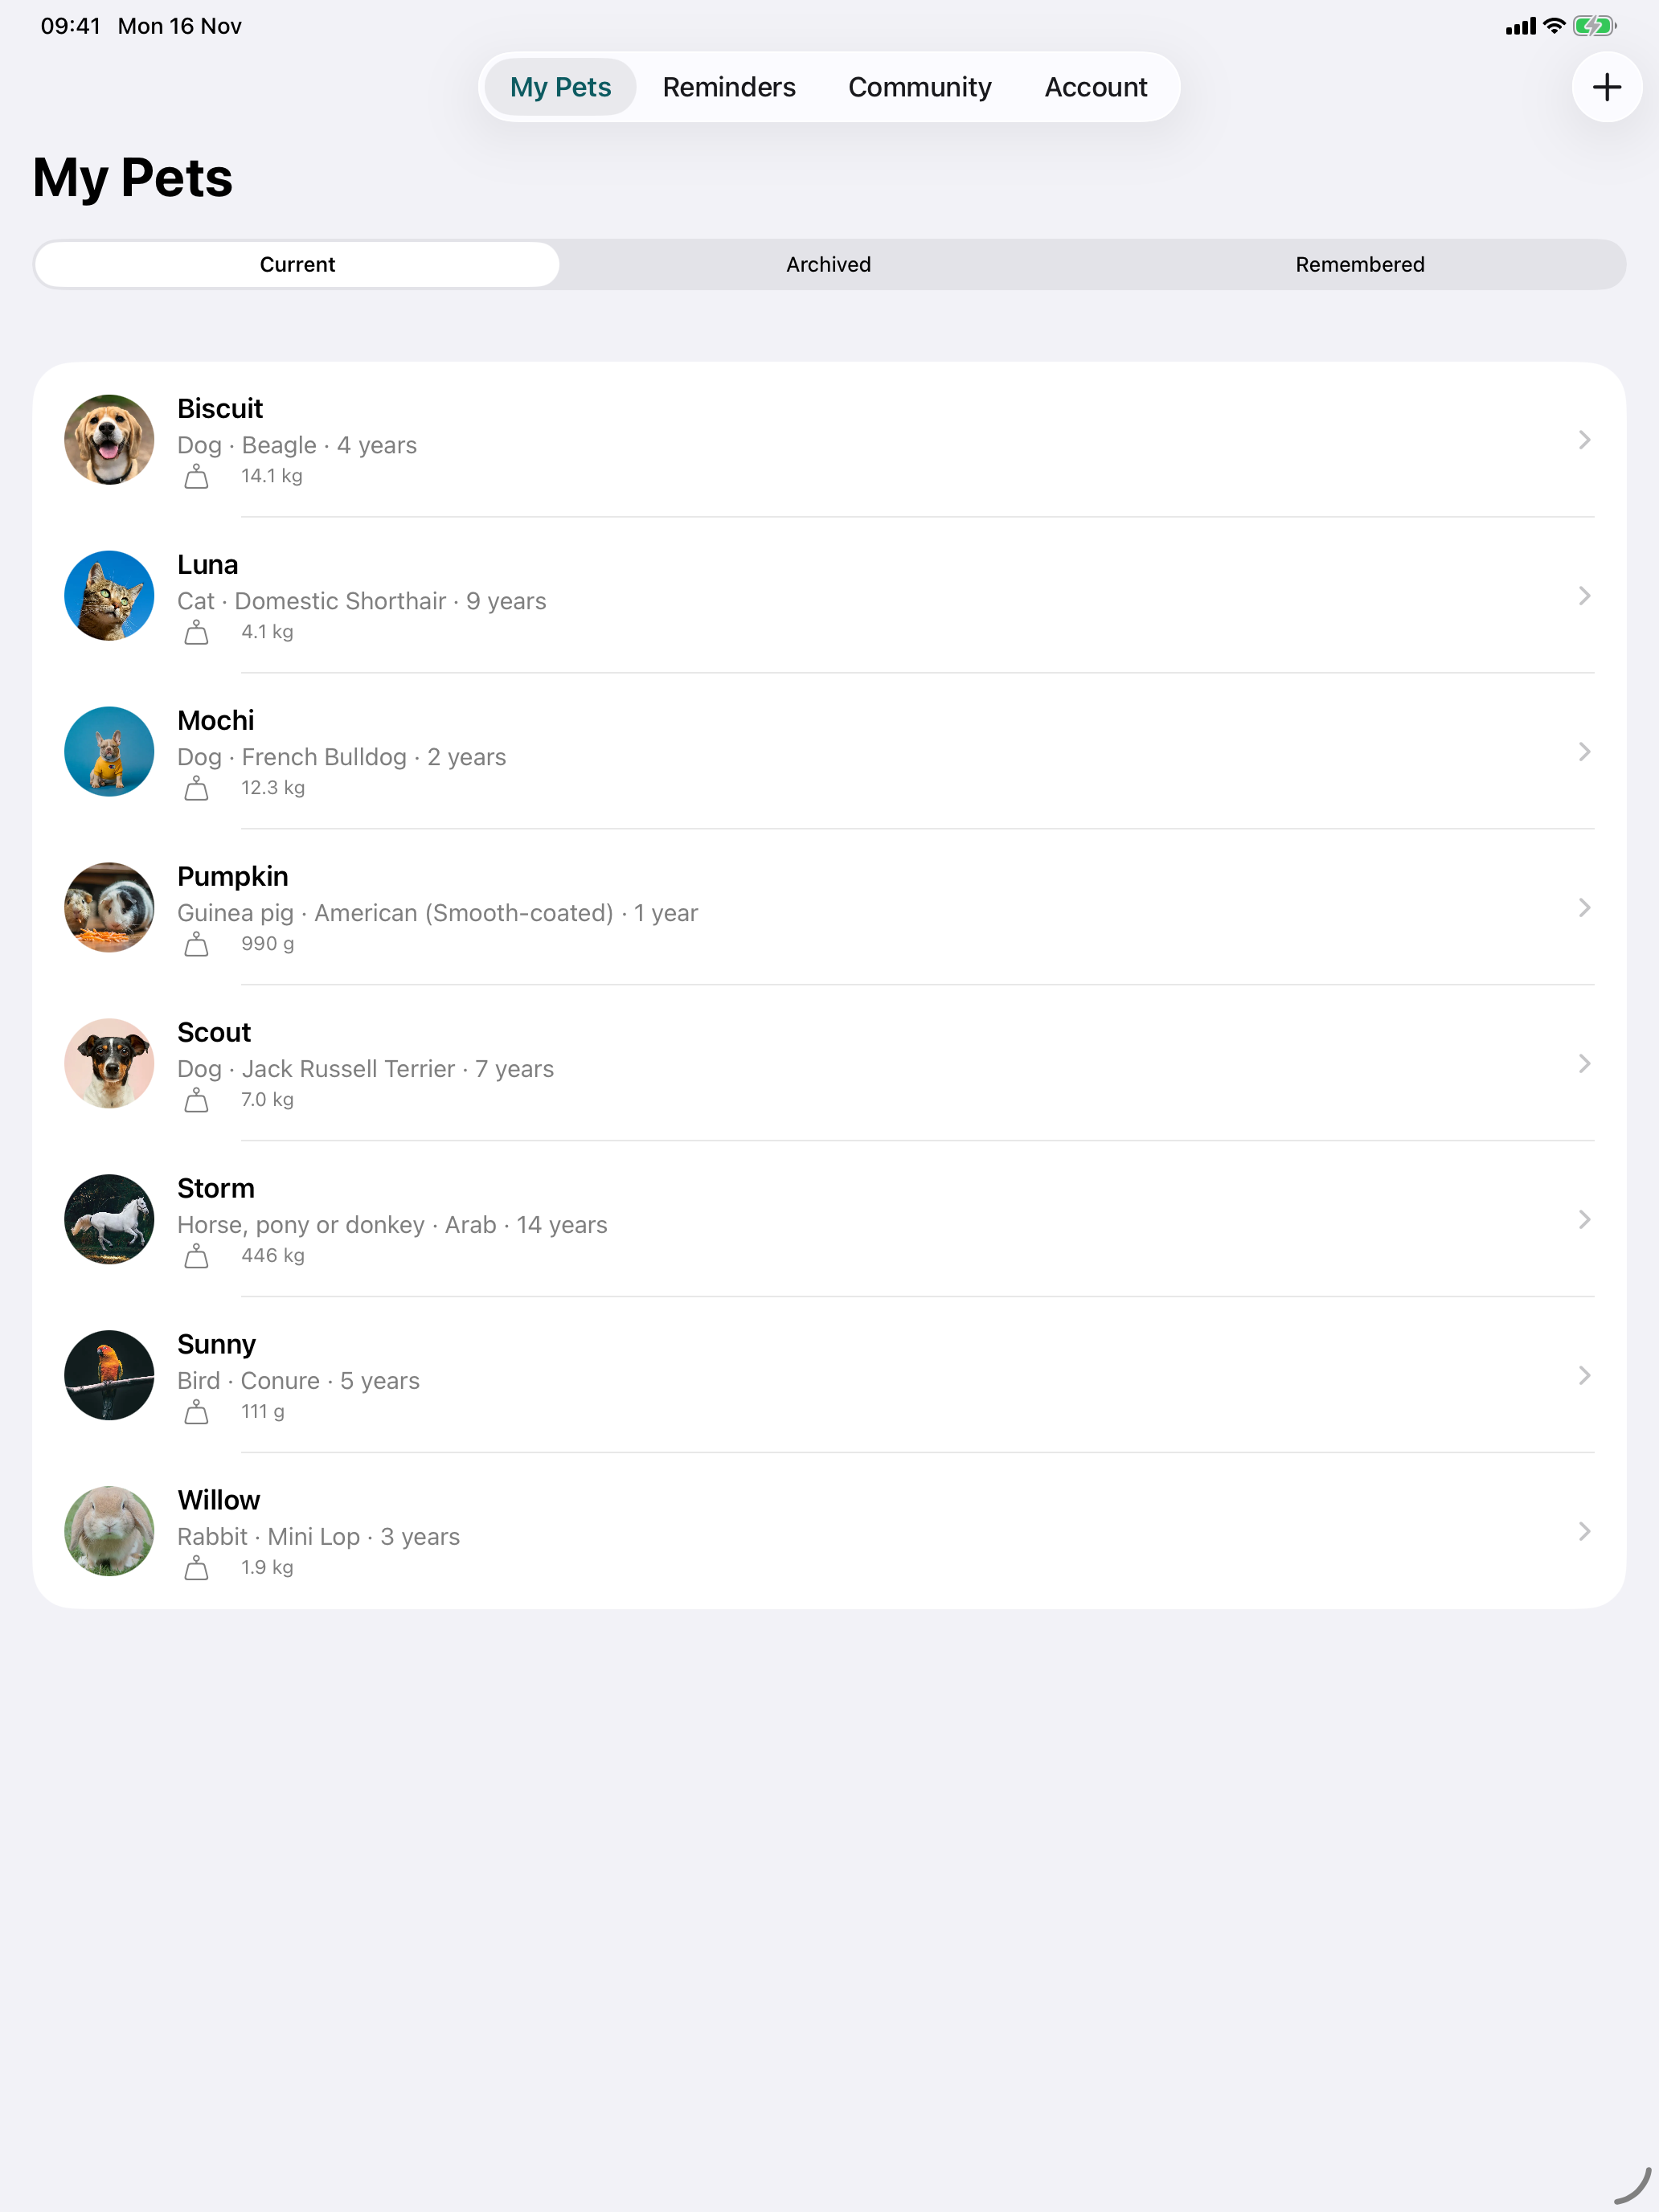 09:41 Mon 16 Nov
My Pets Reminders Community Account
My Pets
Current Archived Remembered
Biscuit
Dog · Beagle · 4 years
14.1 kg
Luna
Cat · Domestic Shorthair · 9 years
4.1 kg
Mochi
Dog · French Bulldog · 2 years
12.3 kg
Pumpkin
Guinea pig · American (Smooth-coated) · 1 year
990 g
Scout
Dog · Jack Russell Terrier · 7 years
7.0 kg
Storm
Horse, pony or donkey · Arab · 14 years
446 kg
Sunny
Bird · Conure · 5 years
111 g
Willow
Rabbit · Mini Lop · 3 years
1.9 kg